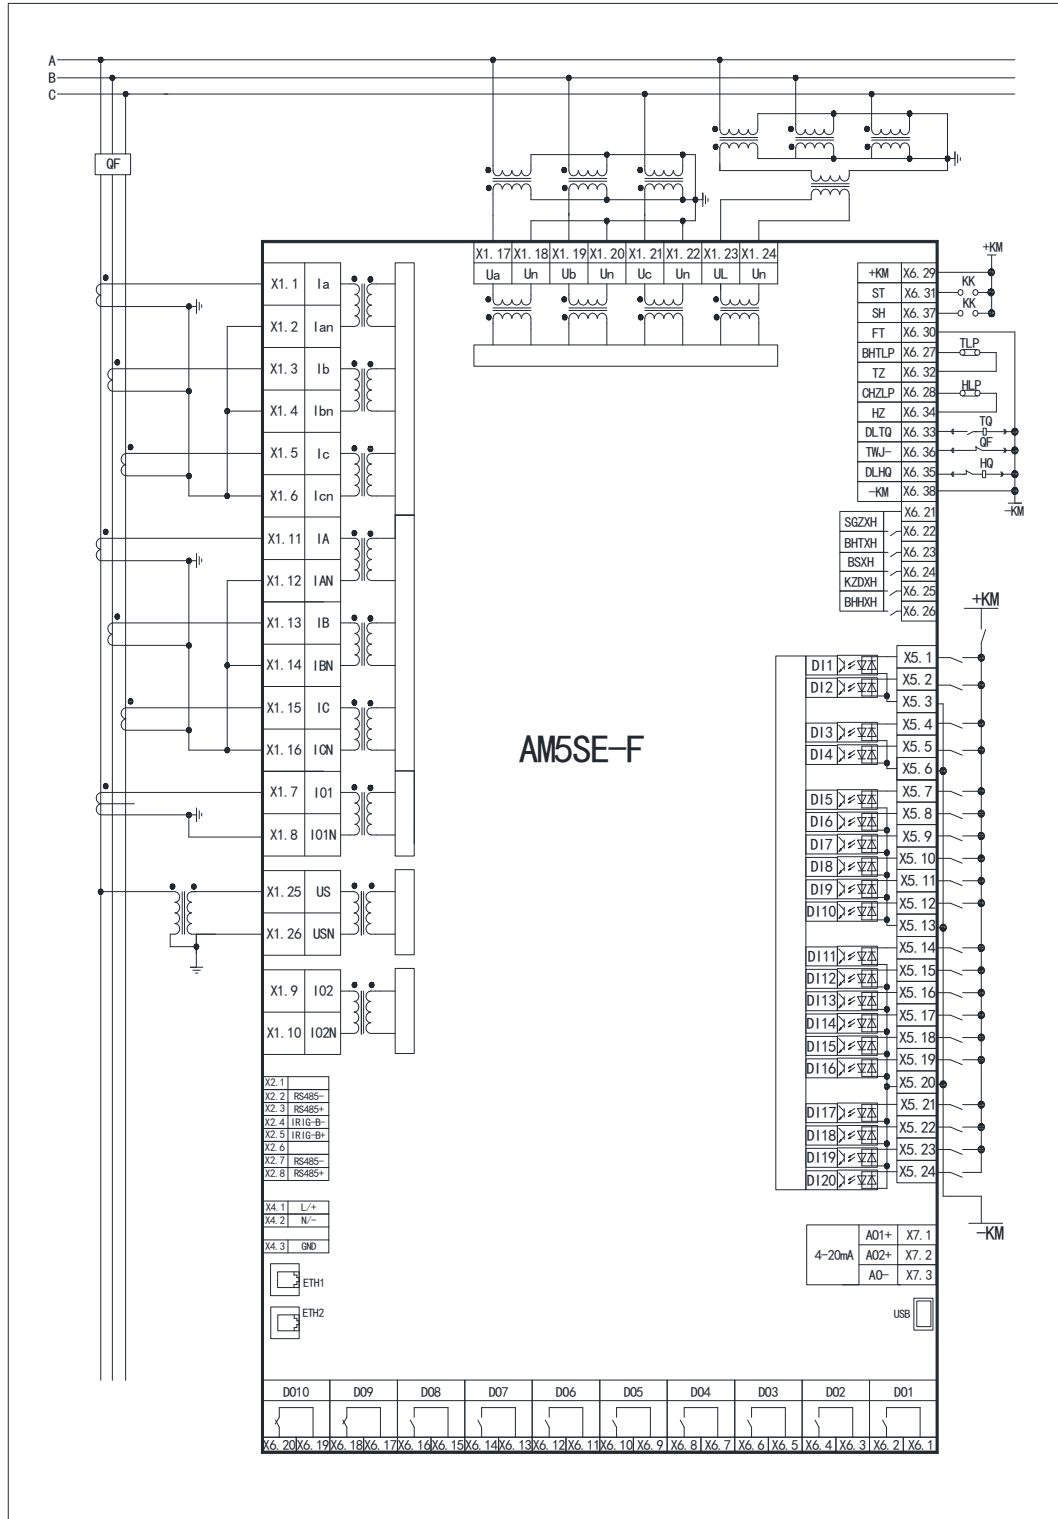 A
B
C
QF
X1.17 X1.18 X1.19 X1.20 X1.21 X1.22 X1.23 X1.24
Ua Un Ub Un Uc Un UL Un
X1.1 Ia
X1.2 Ian
X1.3 Ib
X1.4 Ibn
X1.5 Ic
X1.6 Icn
X1.11 IA
X1.12 IAN
X1.13 IB
X1.14 IBN
X1.15 IC
X1.16 ICN
X1.7 I01
X1.8 I01N
X1.25 US
X1.26 USN
X1.9 I02
X1.10 I02N
X2.1
X2.2 RS485-
X2.3 RS485+
X2.4 IRIG-B-
X2.5 IRIG-B+
X2.6
X2.7 RS485-
X2.8 RS485+
X4.1 L/+
X4.2 N/-
X4.3 GND
ETH1
ETH2
AM5SE-F
+KM
+KM X6.29
ST X6.31 KK
SH X6.37 KK
FT X6.30
BHTLP X6.27 TLP
TZ X6.32
CHZLP X6.28 HLP
HZ X6.34
DLTQ X6.33 TQ
TWJ- X6.36 QF
DLHQ X6.35 HQ
-KM X6.38
-KM
X6.21
SGZXH X6.22
BHTXH X6.23
BSXH X6.24
KZDXH X6.25
BHHXH X6.26
+KM
DI1 X5.1
DI2 X5.2
X5.3
DI3 X5.4
DI4 X5.5
X5.6
DI5 X5.7
DI6 X5.8
DI7 X5.9
DI8 X5.10
DI9 X5.11
DI10 X5.12
X5.13
DI11 X5.14
DI12 X5.15
DI13 X5.16
DI14 X5.17
DI15 X5.18
DI16 X5.19
X5.20
DI17 X5.21
DI18 X5.22
DI19 X5.23
DI20 X5.24
-KM
4-20mA
AO1+ X7.1
AO2+ X7.2
AO- X7.3
USB
DO10 DO9 DO8 DO7 DO6 DO5 DO4 DO3 DO2 DO1
X6.20 X6.19 X6.18 X6.17 X6.16 X6.15 X6.14 X6.13 X6.12 X6.11 X6.10 X6.9 X6.8 X6.7 X6.6 X6.5 X6.4 X6.3 X6.2 X6.1